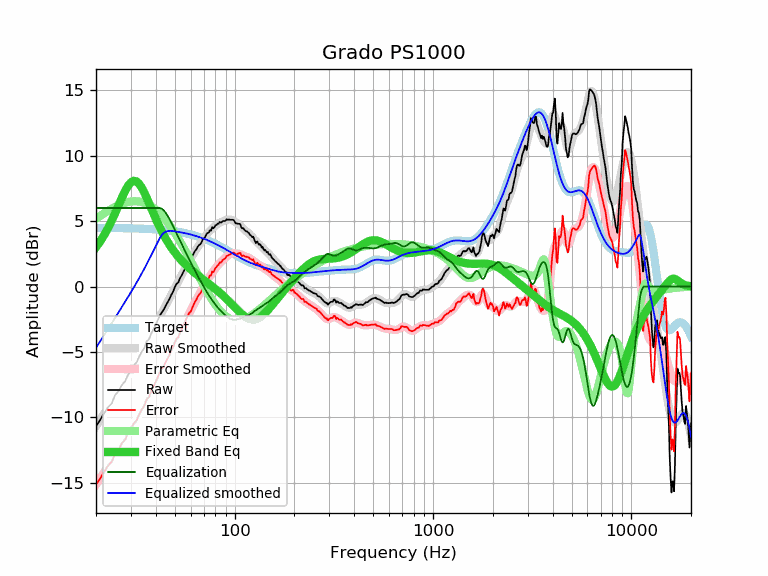 Grado PS1000
Amplitude (dBr)
15
10
5
0
−5
−10
−15
Target
Raw Smoothed
Error Smoothed
Raw
Error
Parametric Eq
Fixed Band Eq
Equalization
Equalized smoothed
100
1000
10000
Frequency (Hz)